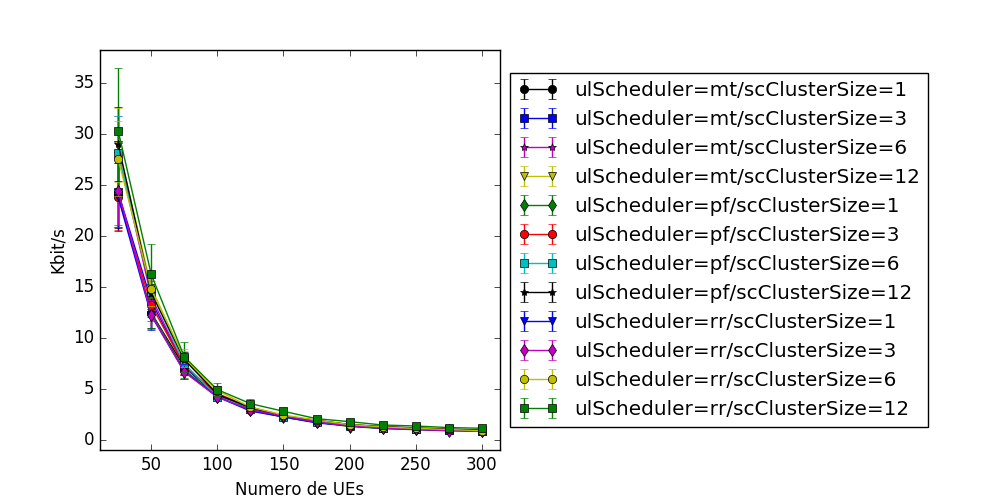 35
30
25
20
15
10
5
0
Kbit/s
50 100 150 200 250 300
Numero de UEs
ulScheduler=mt/scClusterSize=1
ulScheduler=mt/scClusterSize=3
ulScheduler=mt/scClusterSize=6
ulScheduler=mt/scClusterSize=12
ulScheduler=pf/scClusterSize=1
ulScheduler=pf/scClusterSize=3
ulScheduler=pf/scClusterSize=6
ulScheduler=pf/scClusterSize=12
ulScheduler=rr/scClusterSize=1
ulScheduler=rr/scClusterSize=3
ulScheduler=rr/scClusterSize=6
ulScheduler=rr/scClusterSize=12